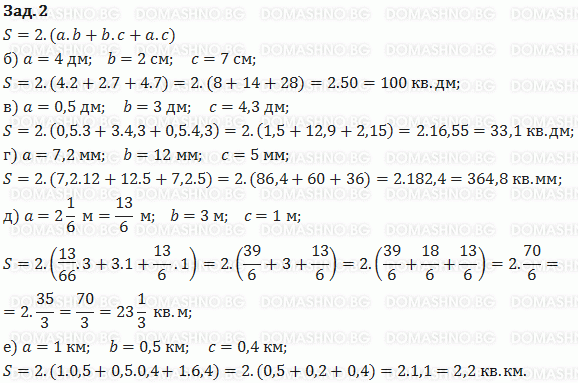 Зад. 2
S = 2.(a.b + b.c + a.c)
б) a = 4 дм; b = 2 см; c = 7 см;
S = 2.(4.2 + 2.7 + 4.7) = 2.(8 + 14 + 28) = 2.50 = 100 кв.дм;
в) a = 0,5 дм; b = 3 дм; c = 4,3 дм;
S = 2.(0,5.3 + 3.4,3 + 0,5.4,3) = 2.(1,5 + 12,9 + 2,15) = 2.16,55 = 33,1 кв.дм;
г) a = 7,2 мм; b = 12 мм; c = 5 мм;
S = 2.(7,2.12 + 12.5 + 7,2.5) = 2.(86,4 + 60 + 36) = 2.182,4 = 364,8 кв.мм;
д) a = 2 1/6 м = 13/6 м; b = 3 м; c = 1 м;
S = 2.(13/66 .3 + 3.1 + 13/6 .1) = 2.(39/6 + 3 + 13/6) = 2.(39/6 + 18/6 + 13/6) = 2.70/6 =
= 2.35/3 = 70/3 = 23 1/3 кв.м;
е) a = 1 км; b = 0,5 км; c = 0,4 км;
S = 2.(1.0,5 + 0,5.0,4 + 1.6,4) = 2.(0,5 + 0,2 + 0,4) = 2.1,1 = 2,2 кв.км.